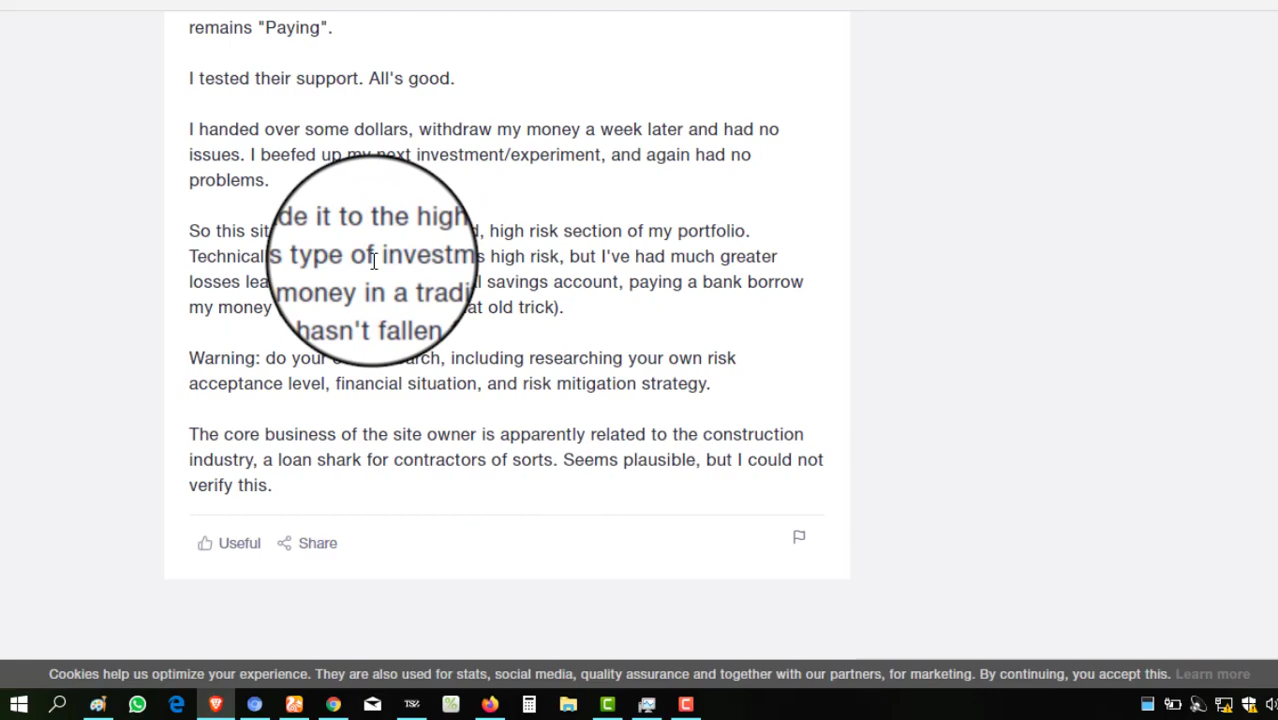 remains "Paying".
I tested their support. All's good.
I handed over some dollars, withdraw my money a week later and had no
issues. I beefed up my next investment/experiment, and again had no
problems.
So this sit de it to the high , high risk section of my portfolio.
Technical s type of investm s high risk, but I've had much greater
losses lea money in a tradi l savings account, paying a bank borrow
my money hasn't fallen at old trick).
Warning: do your own research, including researching your own risk
acceptance level, financial situation, and risk mitigation strategy.
The core business of the site owner is apparently related to the construction
industry, a loan shark for contractors of sorts. Seems plausible, but I could not
verify this.
Useful Share
Cookies help us optimize your experience. They are also used for stats, social media, quality assurance and together with our partners, for marketing. By continuing, you accept this. Learn more
TSZ